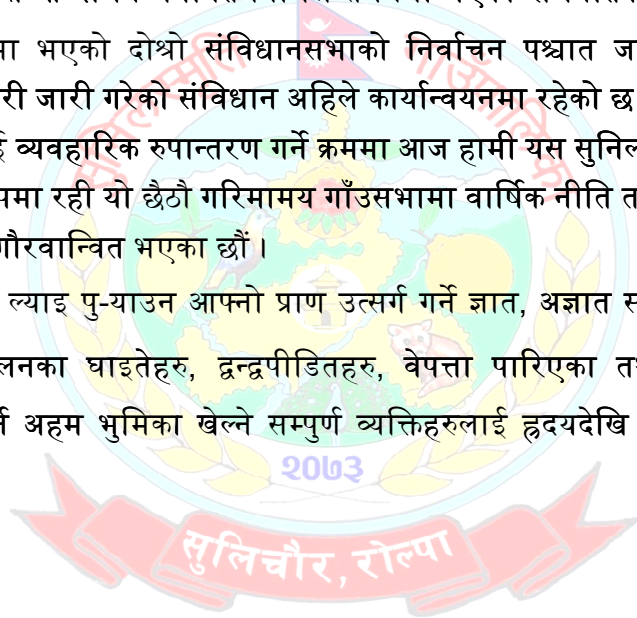 मा भएको दोश्रो संविधानसभाको निर्वाचन पश्चात ज
री जारी गरेको संविधान अहिले कार्यान्वयनमा रहेको छ
ई व्यवहारिक रुपान्तरण गर्ने क्रममा आज हामी यस सुनिल
पमा रही यो छैठौ गरिमामय गाँउसभामा वार्षिक नीति त
गौरवान्वित भएका छौं ।
ल्याइ पु-याउन आफ्नो प्राण उत्सर्ग गर्ने ज्ञात, अज्ञात स
लनका घाइतेहरु, द्वन्द्वपीडितहरु, वेपत्ता पारिएका त
अहम भुमिका खेल्ने सम्पुर्ण व्यक्तिहरुलाई ह्रदयदेखि
२०७३
सुलिचौर, रोल्पा